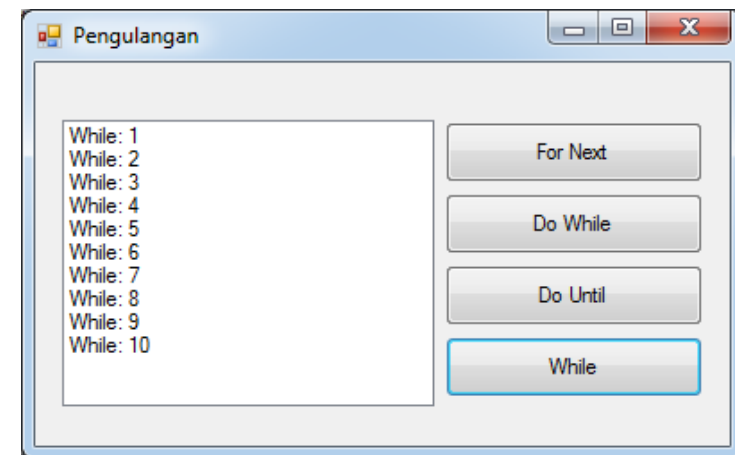 Pengulangan
While: 1
While: 2
While: 3
While: 4
While: 5
While: 6
While: 7
While: 8
While: 9
While: 10
For Next
Do While
Do Until
While